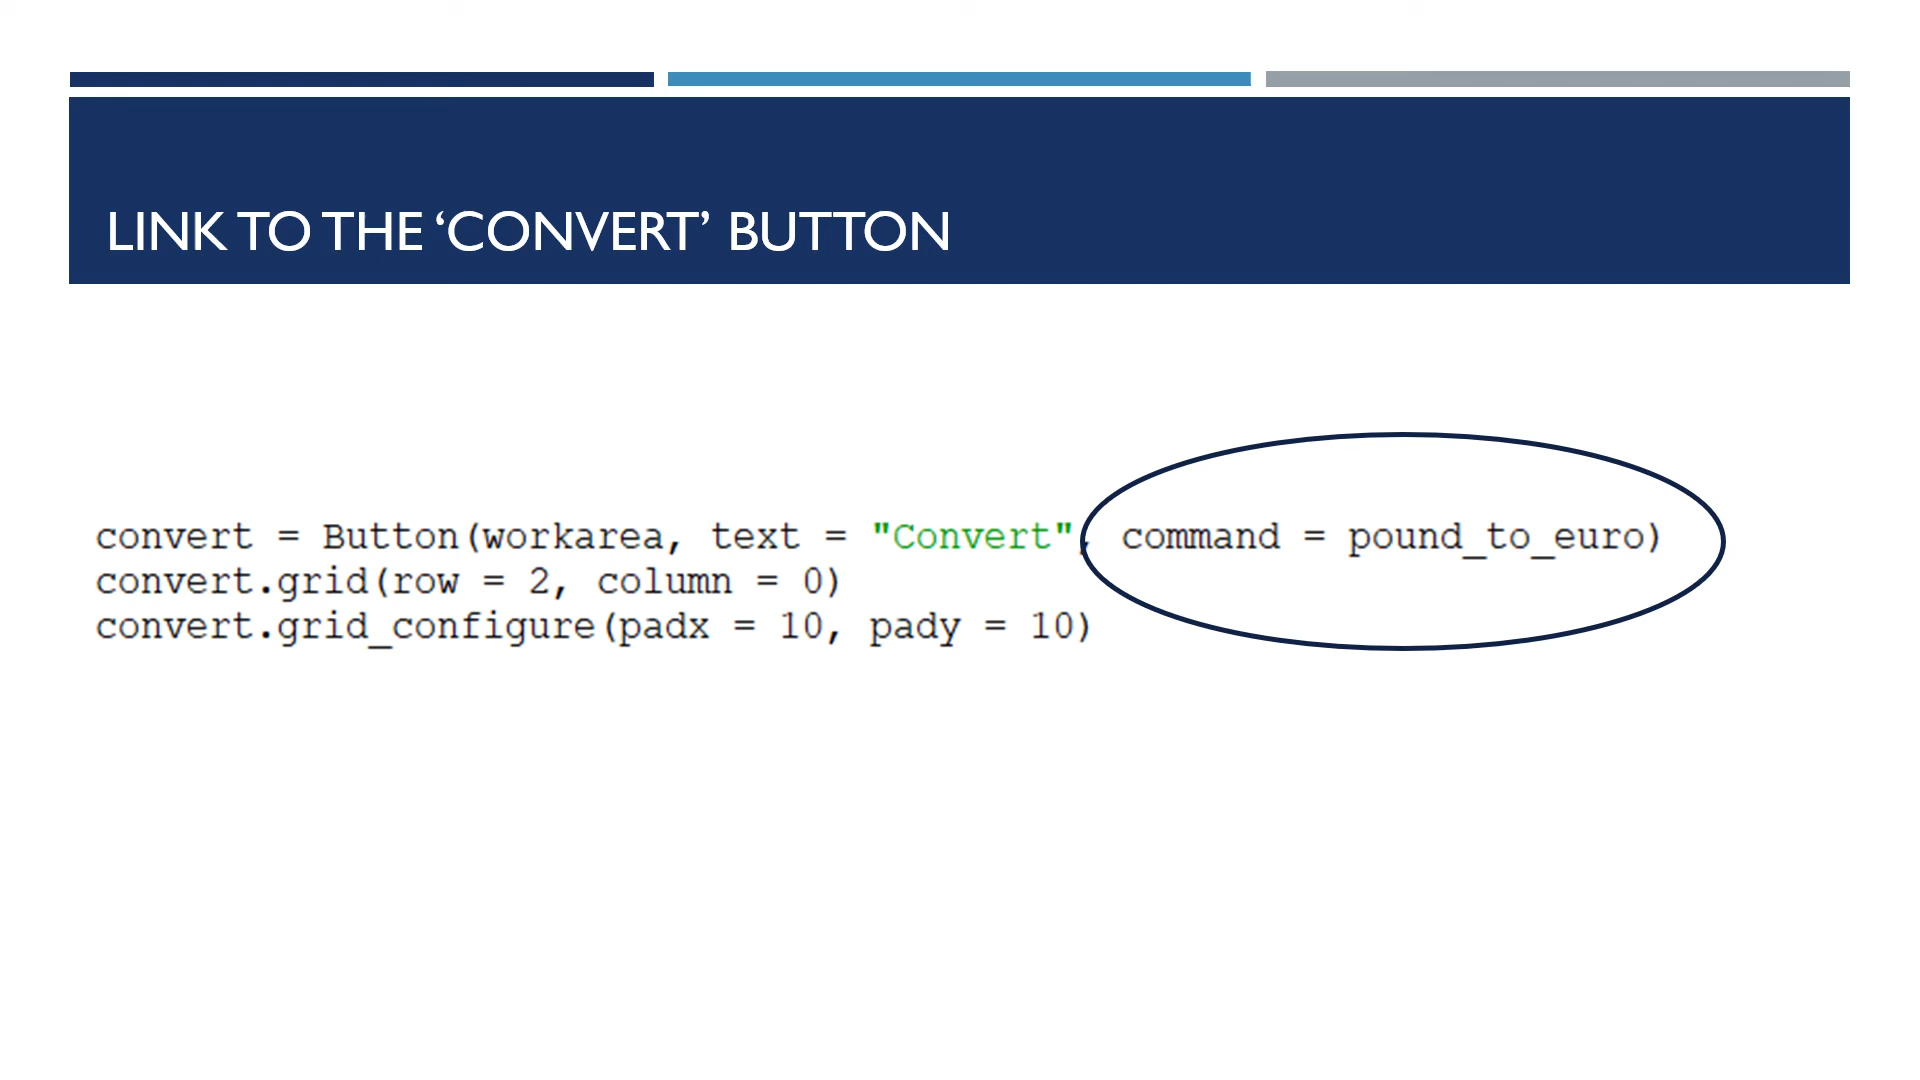 LINK TO THE ‘CONVERT’ BUTTON
convert = Button(workarea, text = "Convert", command = pound_to_euro)
convert.grid(row = 2, column = 0)
convert.grid_configure(padx = 10, pady = 10)